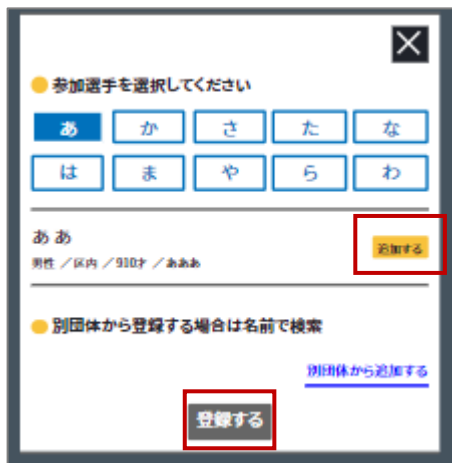 参加選手を選択してください
あ か さ た な
は ま や ら わ
あ あ
追加する
男性 ／区内 ／910才 ／あああ
別団体から登録する場合は名前で検索
別団体から追加する
登録する